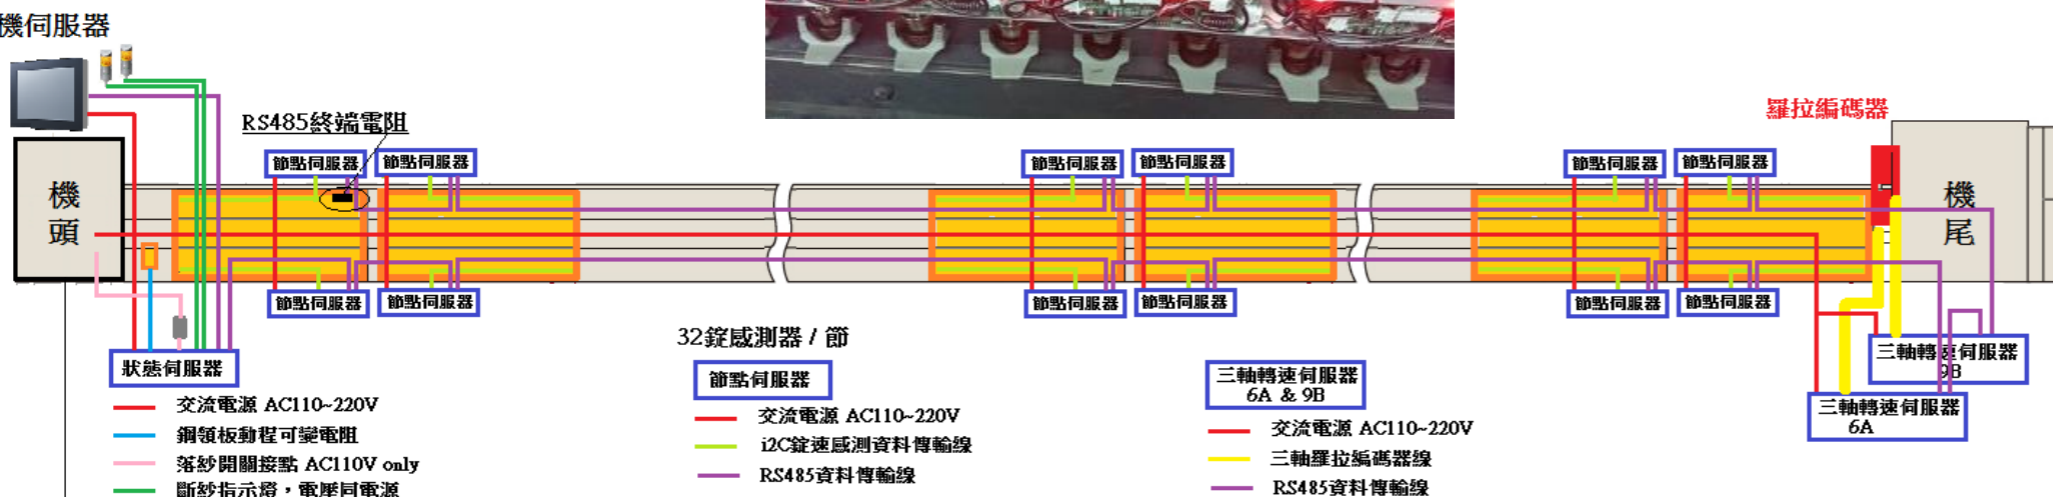 機伺服器
RS485終端電阻
羅拉編碼器
節點伺服器
節點伺服器
節點伺服器
節點伺服器
節點伺服器
節點伺服器
機頭
機尾
節點伺服器
節點伺服器
節點伺服器
節點伺服器
節點伺服器
節點伺服器
狀態伺服器
交流電源 AC110~220V
鋼領板動程可變電阻
落紗開關接點 AC110V only
斷紗指示燈，電壓同電源
32錠感測器 / 節
節點伺服器
交流電源 AC110~220V
i2C錠速感測資料傳輸線
RS485資料傳輸線
三軸轉速伺服器
6A & 9B
交流電源 AC110~220V
三軸羅拉編碼器線
RS485資料傳輸線
三軸轉速伺服器
9B
三軸轉速伺服器
6A